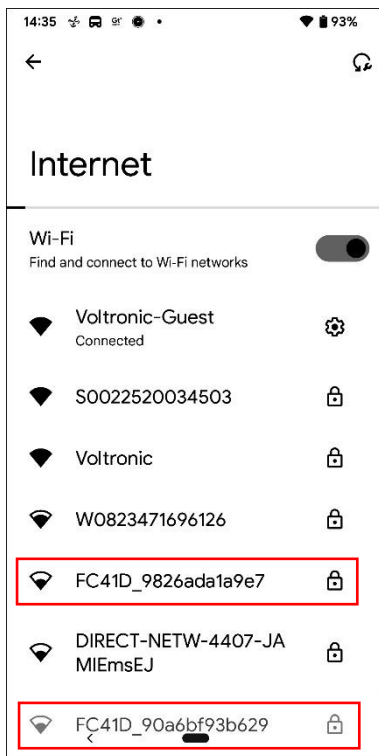 14:35 93%
Internet
Wi-Fi
Find and connect to Wi-Fi networks
Voltronic-Guest
Connected
S0022520034503
Voltronic
W0823471696126
FC41D_9826ada1a9e7
DIRECT-NETW-4407-JA
MIEmsEJ
FC41D_90a6bf93b629